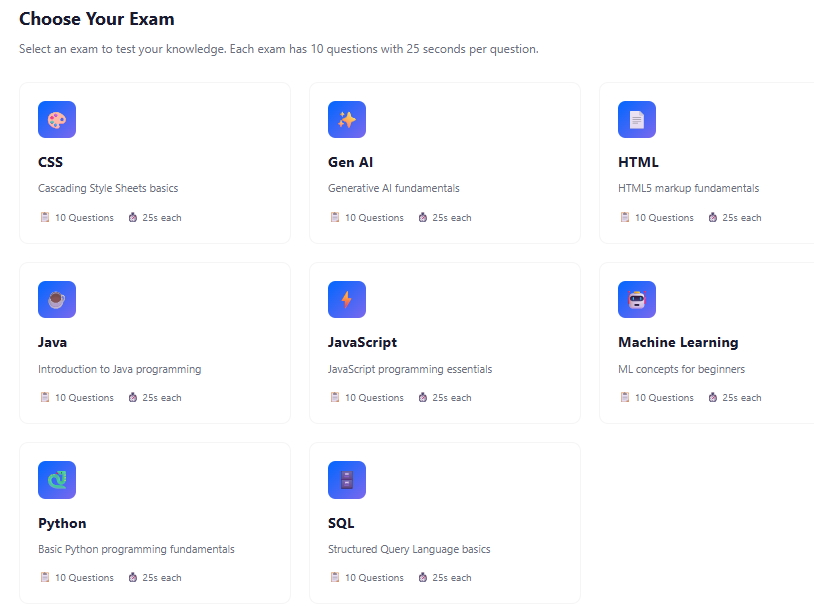 Choose Your Exam
Select an exam to test your knowledge. Each exam has 10 questions with 25 seconds per question.
CSS
Cascading Style Sheets basics
10 Questions 25s each
Gen AI
Generative AI fundamentals
10 Questions 25s each
HTML
HTML5 markup fundamentals
10 Questions 25s each
Java
Introduction to Java programming
10 Questions 25s each
JavaScript
JavaScript programming essentials
10 Questions 25s each
Machine Learning
ML concepts for beginners
10 Questions 25s each
Python
Basic Python programming fundamentals
10 Questions 25s each
SQL
Structured Query Language basics
10 Questions 25s each